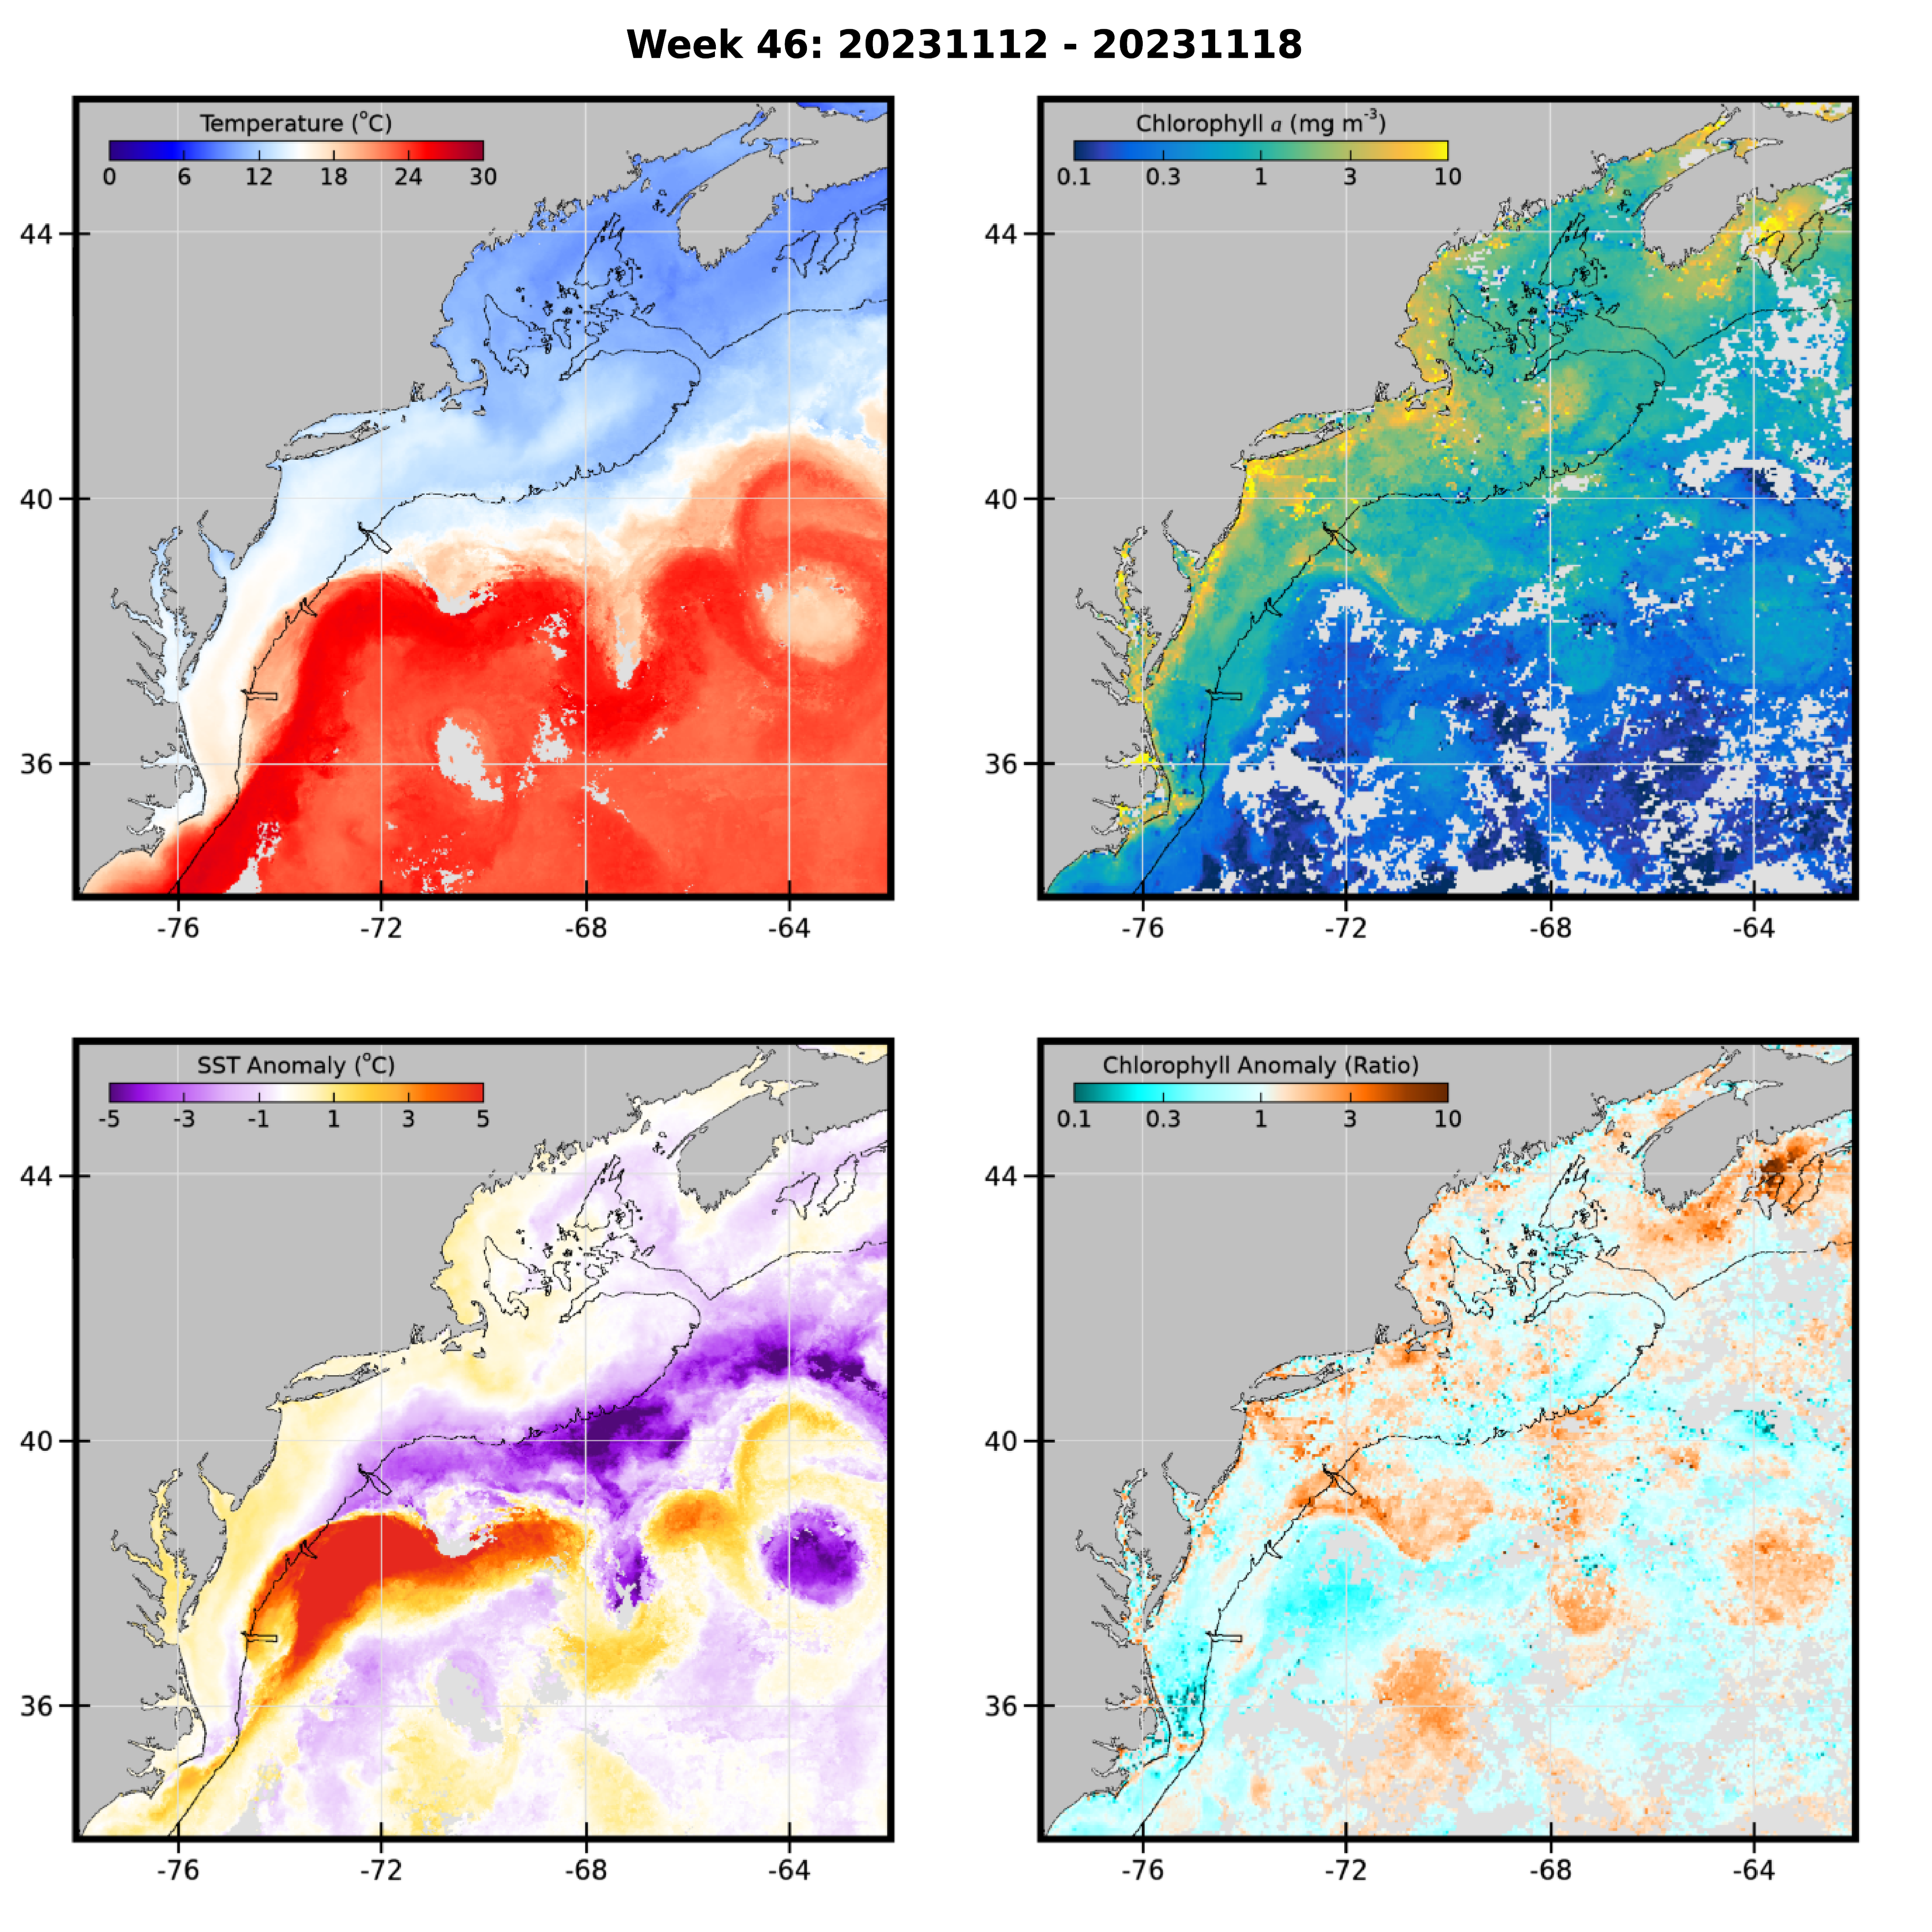 Week 46: 20231112 - 20231118
Temperature (°C)
0 6 12 18 24 30
44
40
36
-76 -72 -68 -64
Chlorophyll a (mg m⁻³)
0.1 0.3 1 3 10
44
40
36
-76 -72 -68 -64
SST Anomaly (°C)
-5 -3 -1 1 3 5
44
40
36
-76 -72 -68 -64
Chlorophyll Anomaly (Ratio)
0.1 0.3 1 3 10
44
40
36
-76 -72 -68 -64